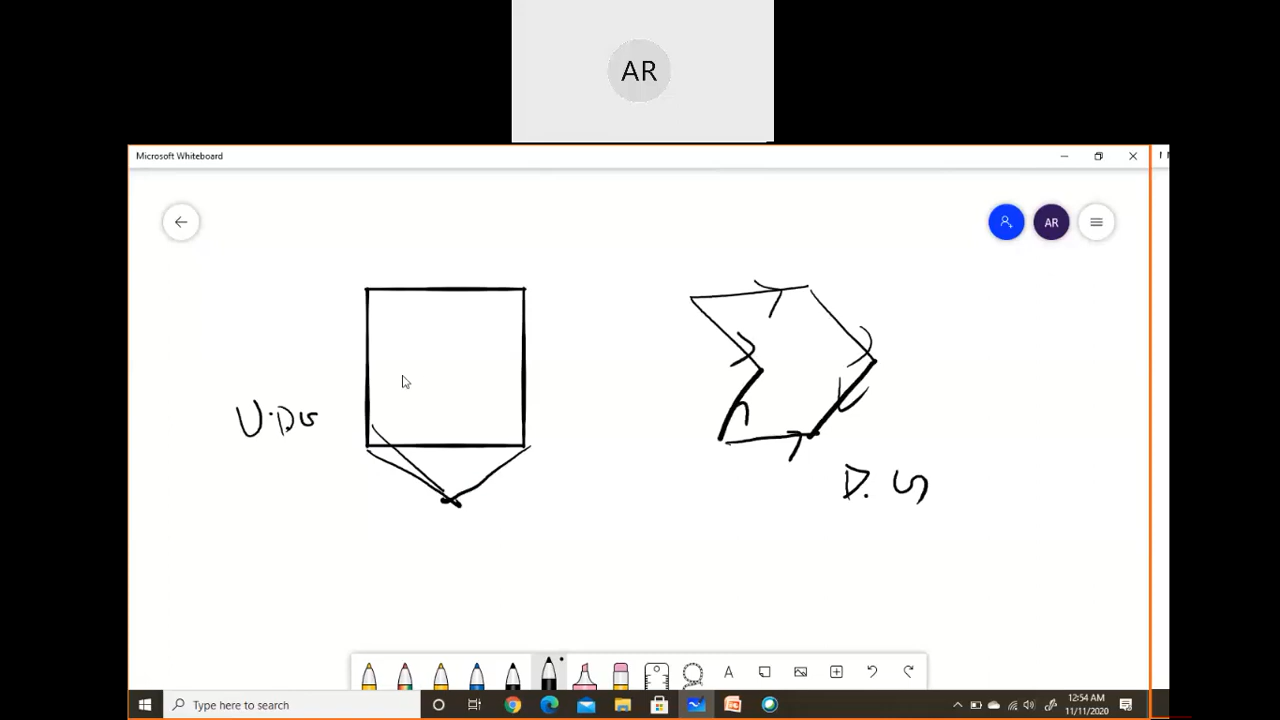 AR
Microsoft Whiteboard
AR
U.DG
D. G
A
Type here to search
12:54 AM
11/11/2020